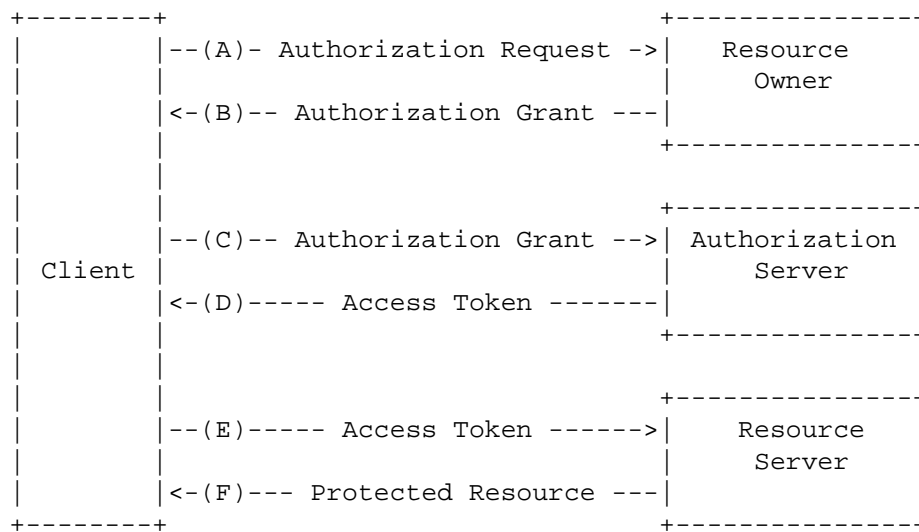 +--------+                               +----------------
|        |--(A)- Authorization Request ->|   Resource
|        |                               |     Owner
|        |<-(B)-- Authorization Grant ---|
|        |                               +----------------
|        |
|        |                               +----------------
|        |--(C)-- Authorization Grant -->| Authorization
| Client |                               |     Server
|        |<-(D)----- Access Token -------|
|        |                               +----------------
|        |
|        |                               +----------------
|        |--(E)----- Access Token ------>|    Resource
|        |                               |     Server
|        |<-(F)--- Protected Resource ---|
+--------+                               +----------------